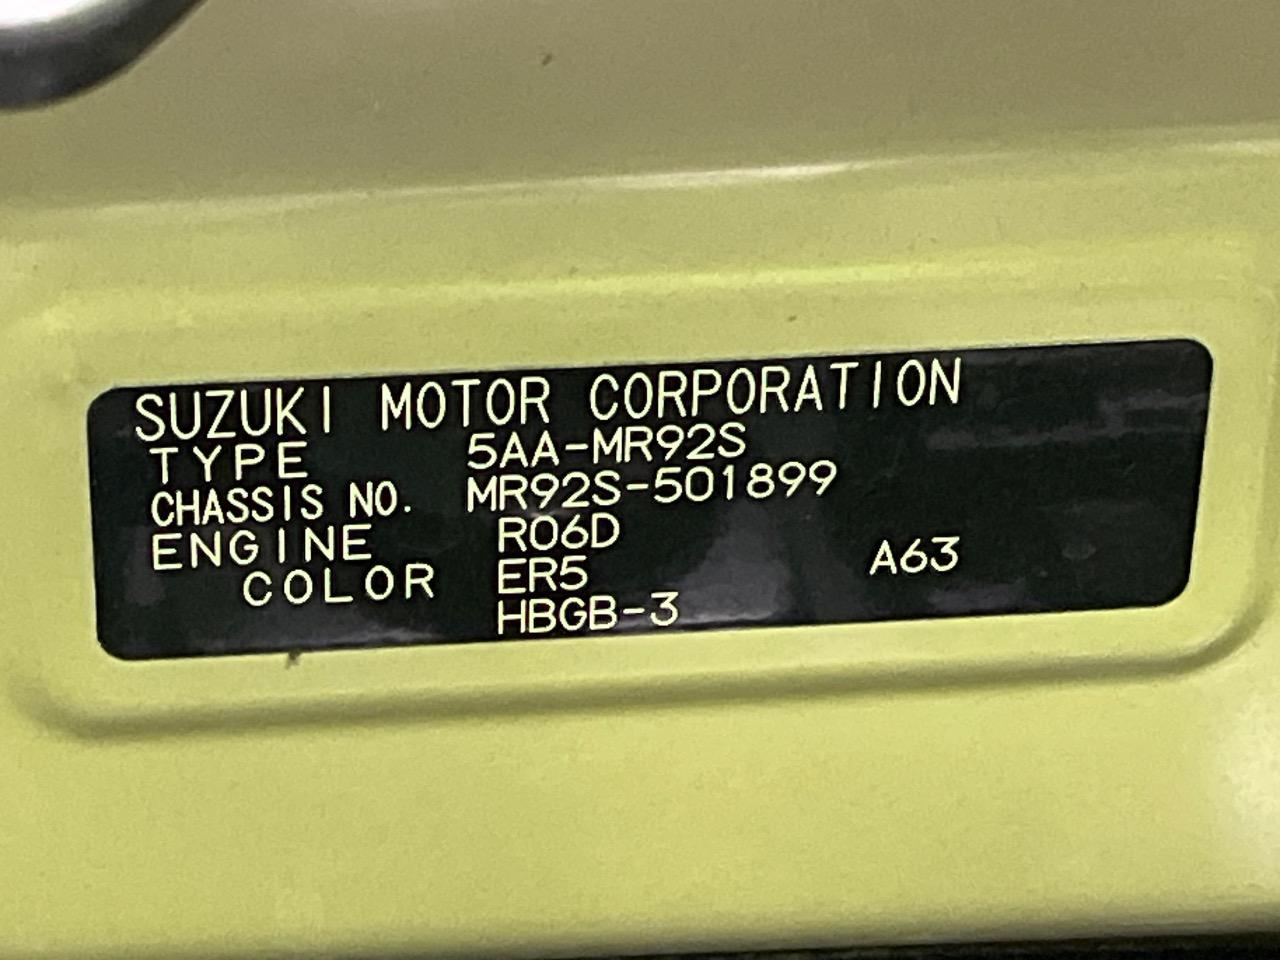 SUZUKI MOTOR CORPORATION
TYPE 5AA-MR92S
CHASSIS NO. MR92S-501899
ENGINE R06D
COLOR ER5 A63
HBGB-3